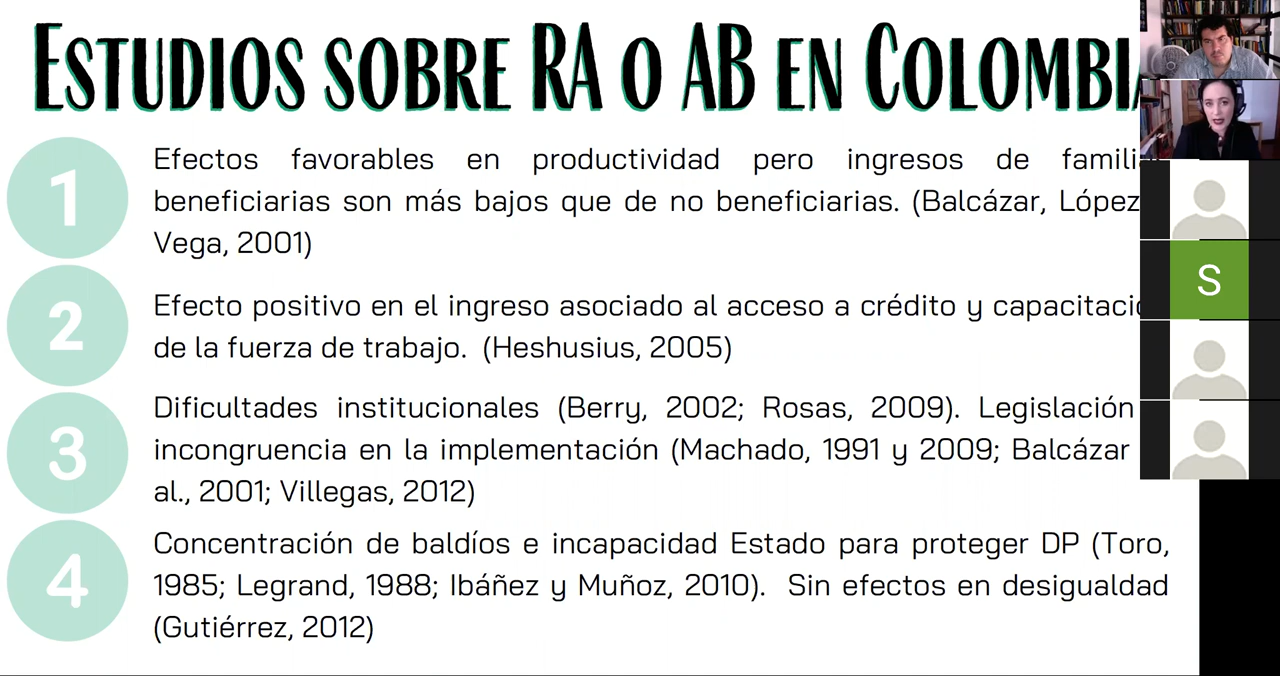 ESTUDIOS SOBRE RA O AB EN COLOMBIA
1
Efectos favorables en productividad pero ingresos de
beneficiarias son más bajos que de no beneficiarias. (Balcázar, López
Vega, 2001)
2
Efecto positivo en el ingreso asociado al acceso a crédito y
de la fuerza de trabajo. (Heshusius, 2005)
3
Dificultades institucionales (Berry, 2002; Rosas, 2009). Legislación
incongruencia en la implementación (Machado, 1991 y 2009; Balcázar
al., 2001; Villegas, 2012)
4
Concentración de baldíos e incapacidad Estado para proteger DP (Toro,
1985; Legrand, 1988; Ibáñez y Muñoz, 2010). Sin efectos en desigualdad
(Gutiérrez, 2012)
S